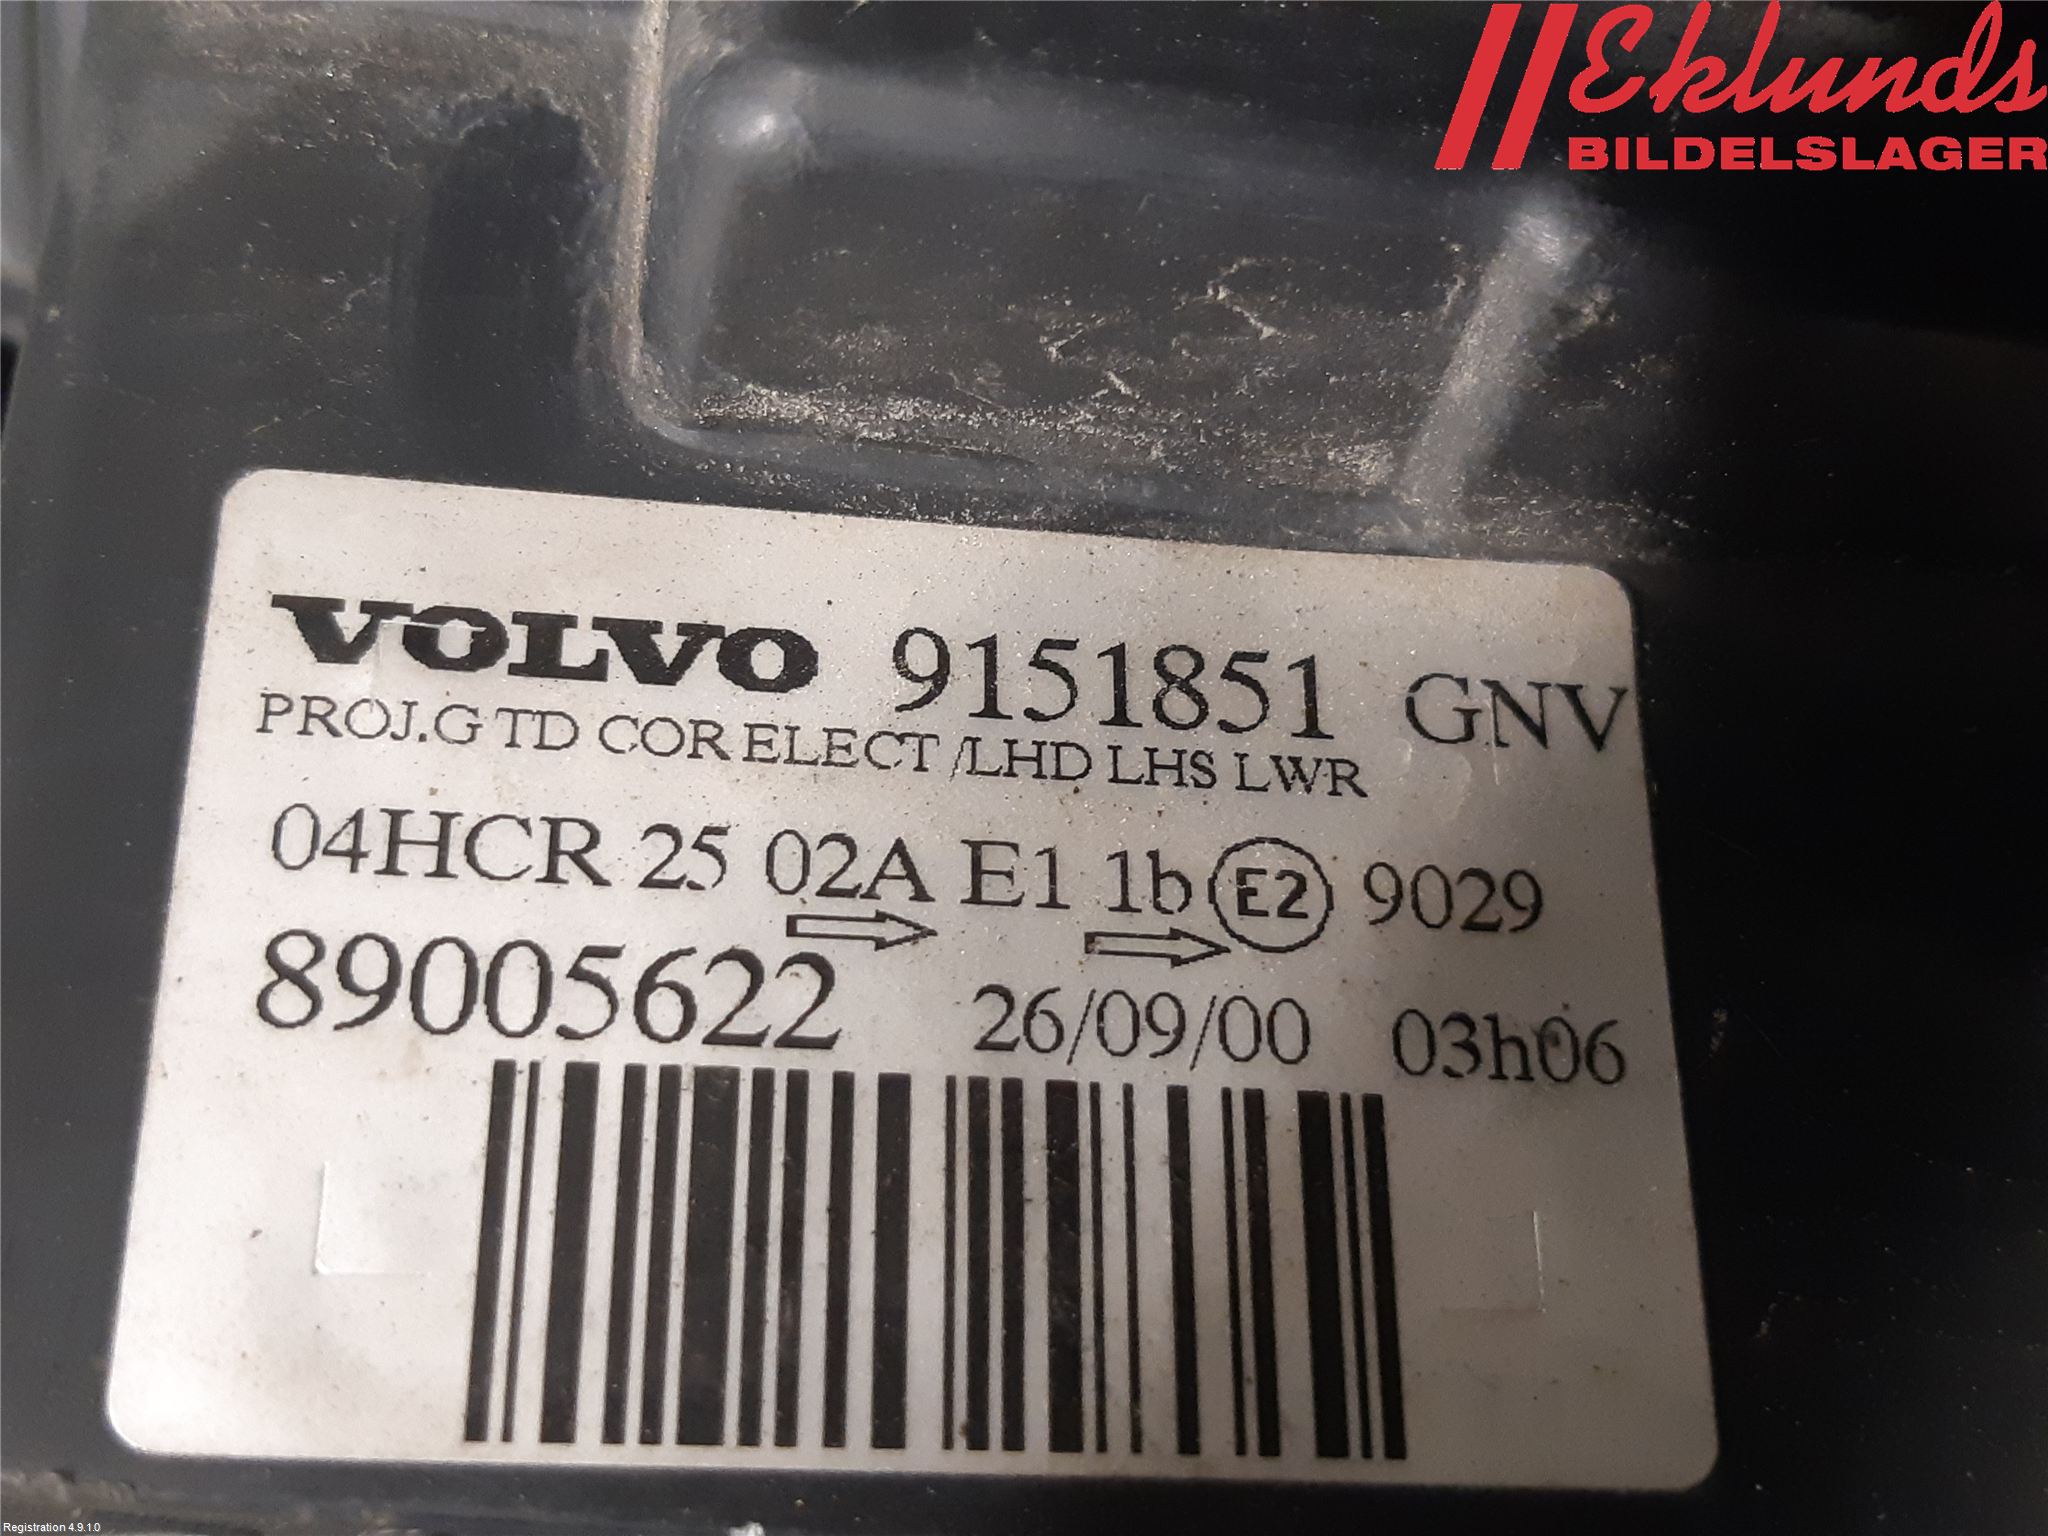 Eklunds
BILDELSLAGER
VOLVO 9151851 GNV
PROJ.G TD COR ELECT /LHD LHS LWR
04HCR 25 02A E1 1b E2 9029
89005622 26/09/00 03h06
Registration 4.9.1.0